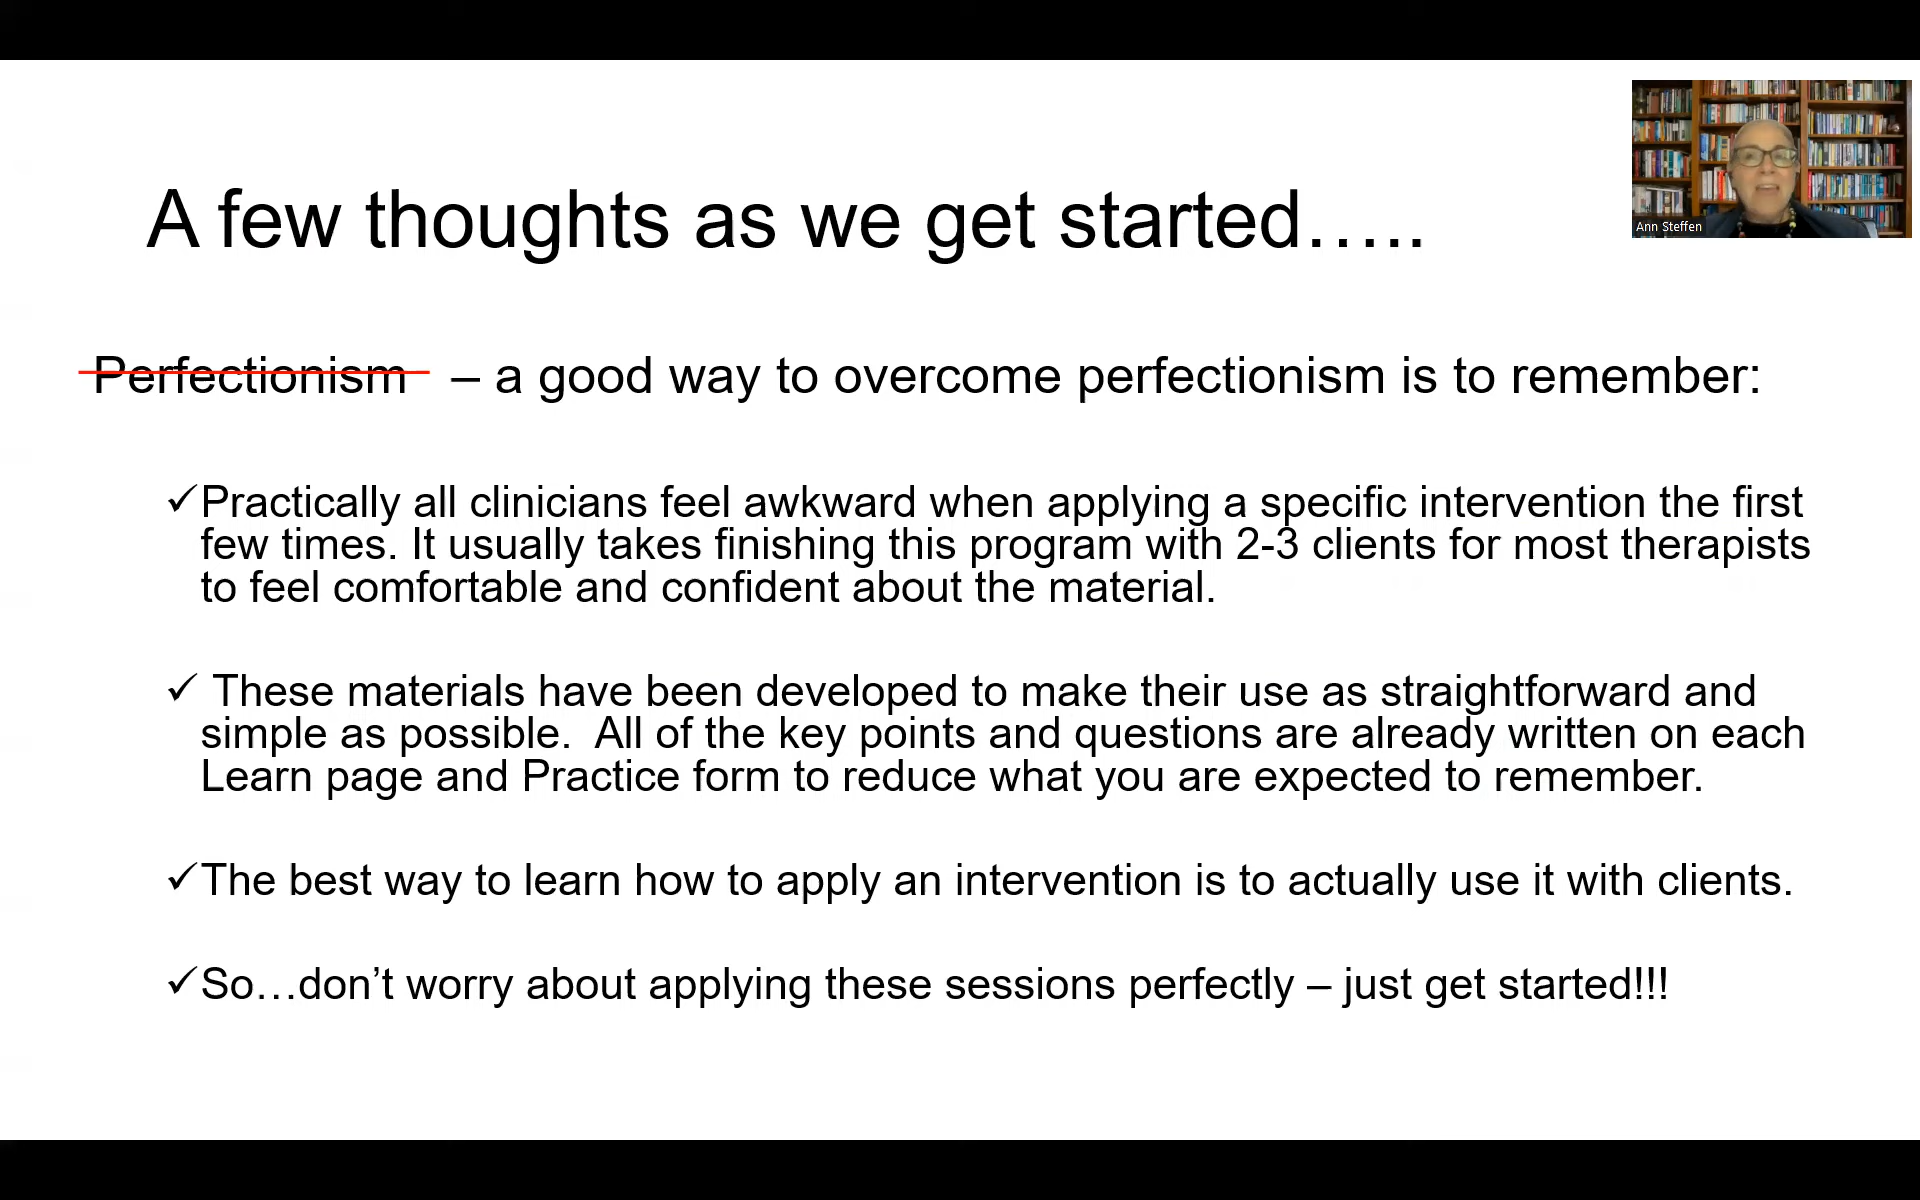 Ann Steffen
A few thoughts as we get started…..
Perfectionism – a good way to overcome perfectionism is to remember:
✓Practically all clinicians feel awkward when applying a specific intervention the first
few times. It usually takes finishing this program with 2-3 clients for most therapists
to feel comfortable and confident about the material.
✓ These materials have been developed to make their use as straightforward and
simple as possible.  All of the key points and questions are already written on each
Learn page and Practice form to reduce what you are expected to remember.
✓The best way to learn how to apply an intervention is to actually use it with clients.
✓So…don’t worry about applying these sessions perfectly – just get started!!!